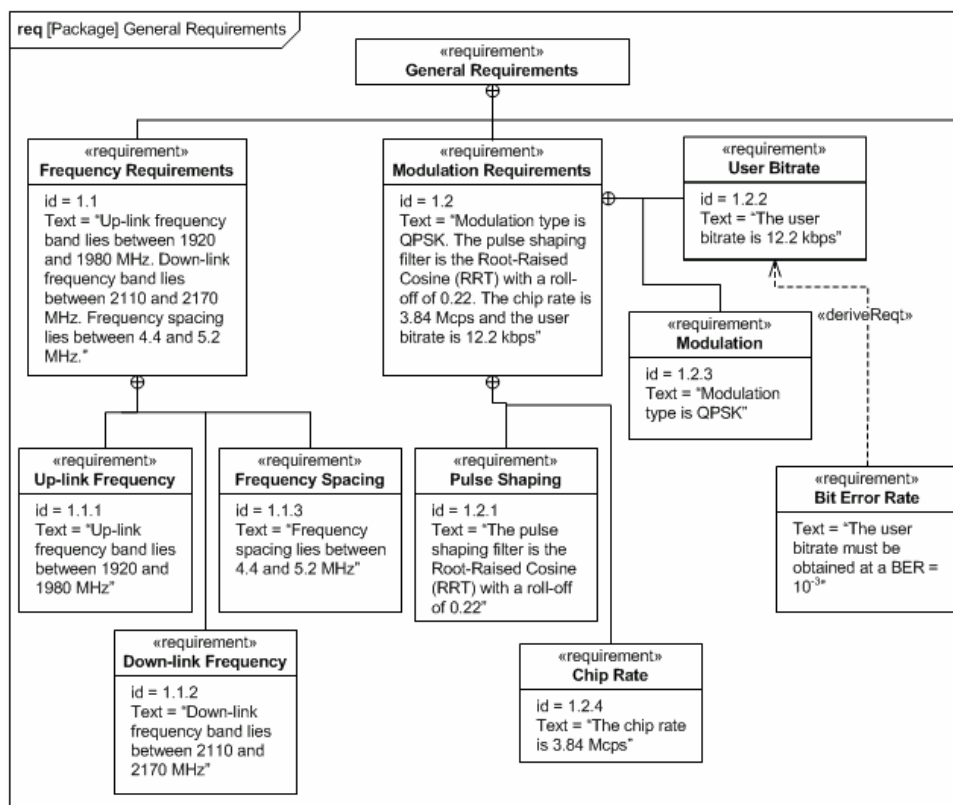 req [Package] General Requirements
«requirement»
General Requirements
«requirement»
Frequency Requirements
id = 1.1
Text = “Up-link frequency
band lies between 1920
and 1980 MHz. Down-link
frequency band lies
between 2110 and 2170
MHz. Frequency spacing
lies between 4.4 and 5.2
MHz.”
«requirement»
Modulation Requirements
id = 1.2
Text = “Modulation type is
QPSK. The pulse shaping
filter is the Root-Raised
Cosine (RRT) with a roll-
off of 0.22. The chip rate is
3.84 Mcps and the user
bitrate is 12.2 kbps”
«requirement»
User Bitrate
id = 1.2.2
Text = “The user
bitrate is 12.2 kbps”
«deriveReqt»
«requirement»
Modulation
id = 1.2.3
Text = “Modulation
type is QPSK”
«requirement»
Up-link Frequency
id = 1.1.1
Text = “Up-link
frequency band lies
between 1920 and
1980 MHz”
«requirement»
Frequency Spacing
id = 1.1.3
Text = “Frequency
spacing lies between
4.4 and 5.2 MHz”
«requirement»
Pulse Shaping
id = 1.2.1
Text = “The pulse
shaping filter is the
Root-Raised Cosine
(RRT) with a roll-off
of 0.22”
«requirement»
Bit Error Rate
Text = “The user
bitrate must be
obtained at a BER =
10⁻³”
«requirement»
Down-link Frequency
id = 1.1.2
Text = “Down-link
frequency band lies
between 2110 and
2170 MHz”
«requirement»
Chip Rate
id = 1.2.4
Text = “The chip rate
is 3.84 Mcps”